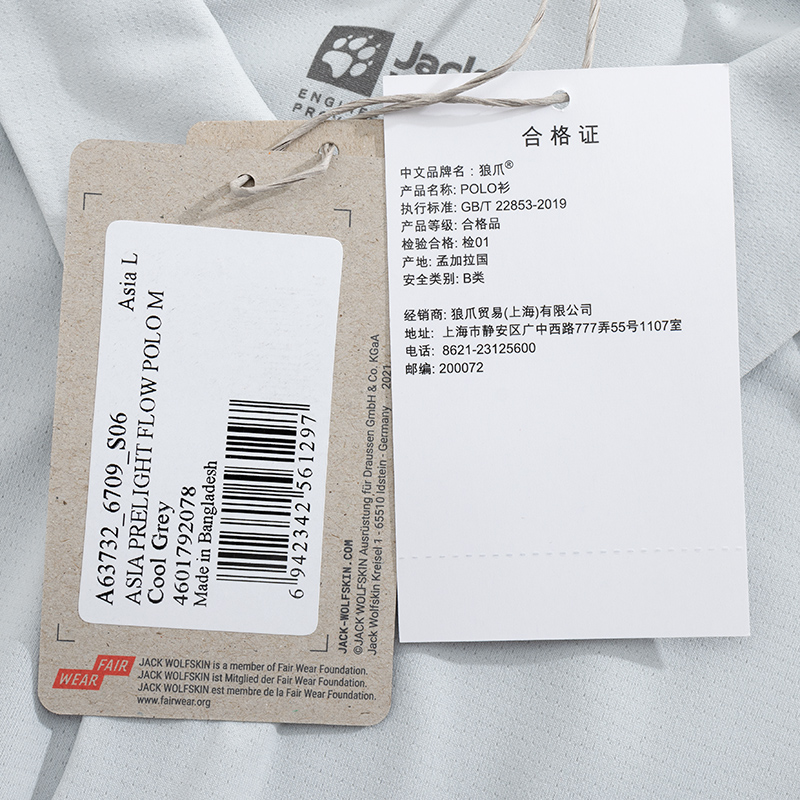 Jack
ENGINE
PRO
合格证
中文品牌名：狼爪®
产品名称: POLO衫
执行标准: GB/T 22853-2019
产品等级: 合格品
检验合格: 检01
产地: 孟加拉国
安全类别: B类
经销商: 狼爪贸易(上海)有限公司
地址: 上海市静安区广中西路777弄55号1107室
电话: 8621-23125600
邮编: 200072
Asia L
A63732_6709_S06
ASIA PRELIGHT FLOW POLO M
Cool Grey
4601792078
Made in Bangladesh
6 942342 561297
JACK-WOLFSKIN.COM
©JACK WOLFSKIN Ausrüstung für Draussen GmbH & Co. KGaA
Jack Wolfskin Kreisel 1 - 65510 Idstein - Germany 2021
FAIR
WEAR
JACK WOLFSKIN is a member of Fair Wear Foundation.
JACK WOLFSKIN ist Mitglied der Fair Wear Foundation.
JACK WOLFSKIN est membre de la Fair Wear Foundation.
www.fairwear.org